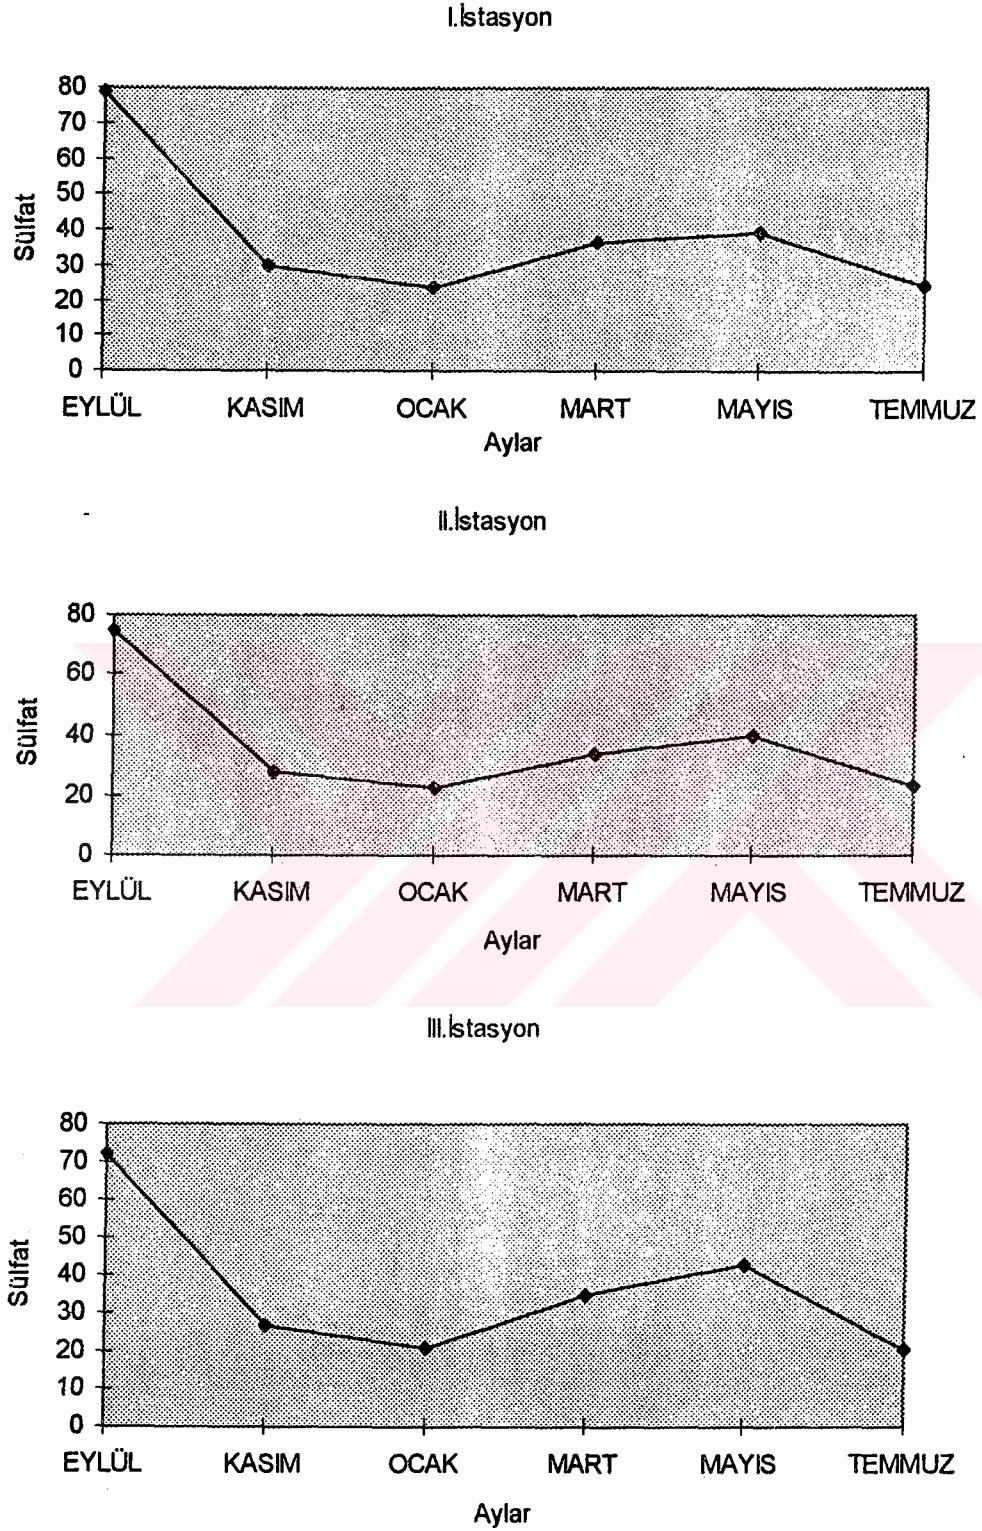 I.İstasyon
80
70
60
50
40
30
20
10
0
Sülfat
EYLÜL KASIM OCAK MART MAYIS TEMMUZ
Aylar
II.İstasyon
80
60
40
20
0
Sülfat
EYLÜL KASIM OCAK MART MAYIS TEMMUZ
Aylar
III.İstasyon
80
70
60
50
40
30
20
10
0
Sülfat
EYLÜL KASIM OCAK MART MAYIS TEMMUZ
Aylar